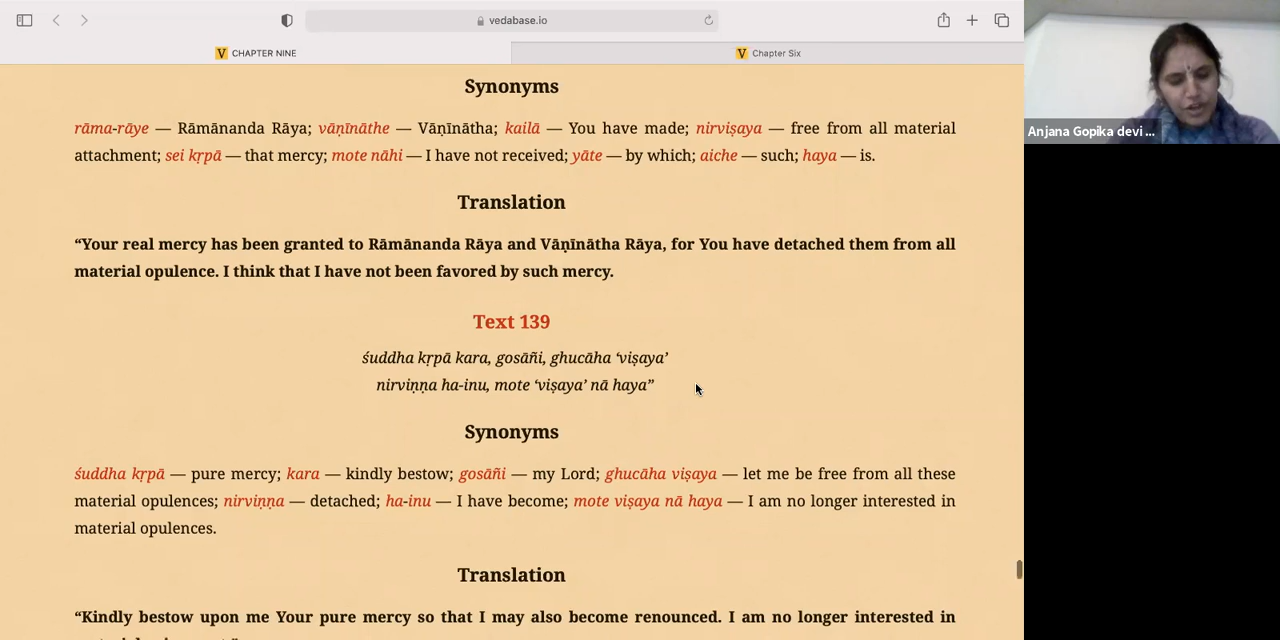 vedabase.io
CHAPTER NINE
Chapter Six
Synonyms
rāma-rāye — Rāmānanda Rāya; vāṇīnāthe — Vāṇīnātha; kailā — You have made; nirviṣaya — free from all material
attachment; sei kṛpā — that mercy; mote nāhi — I have not received; yāte — by which; aiche — such; haya — is.
Translation
“Your real mercy has been granted to Rāmānanda Rāya and Vāṇīnātha Rāya, for You have detached them from all
material opulence. I think that I have not been favored by such mercy.
Text 139
śuddha kṛpā kara, gosāñi, ghucāha ‘viṣaya’
nirviṇṇa ha-inu, mote ‘viṣaya’ nā haya”
Synonyms
śuddha kṛpā — pure mercy; kara — kindly bestow; gosāñi — my Lord; ghucāha viṣaya — let me be free from all these
material opulences; nirviṇṇa — detached; ha-inu — I have become; mote viṣaya nā haya — I am no longer interested in
material opulences.
Translation
“Kindly bestow upon me Your pure mercy so that I may also become renounced. I am no longer interested in
Anjana Gopika devi ...